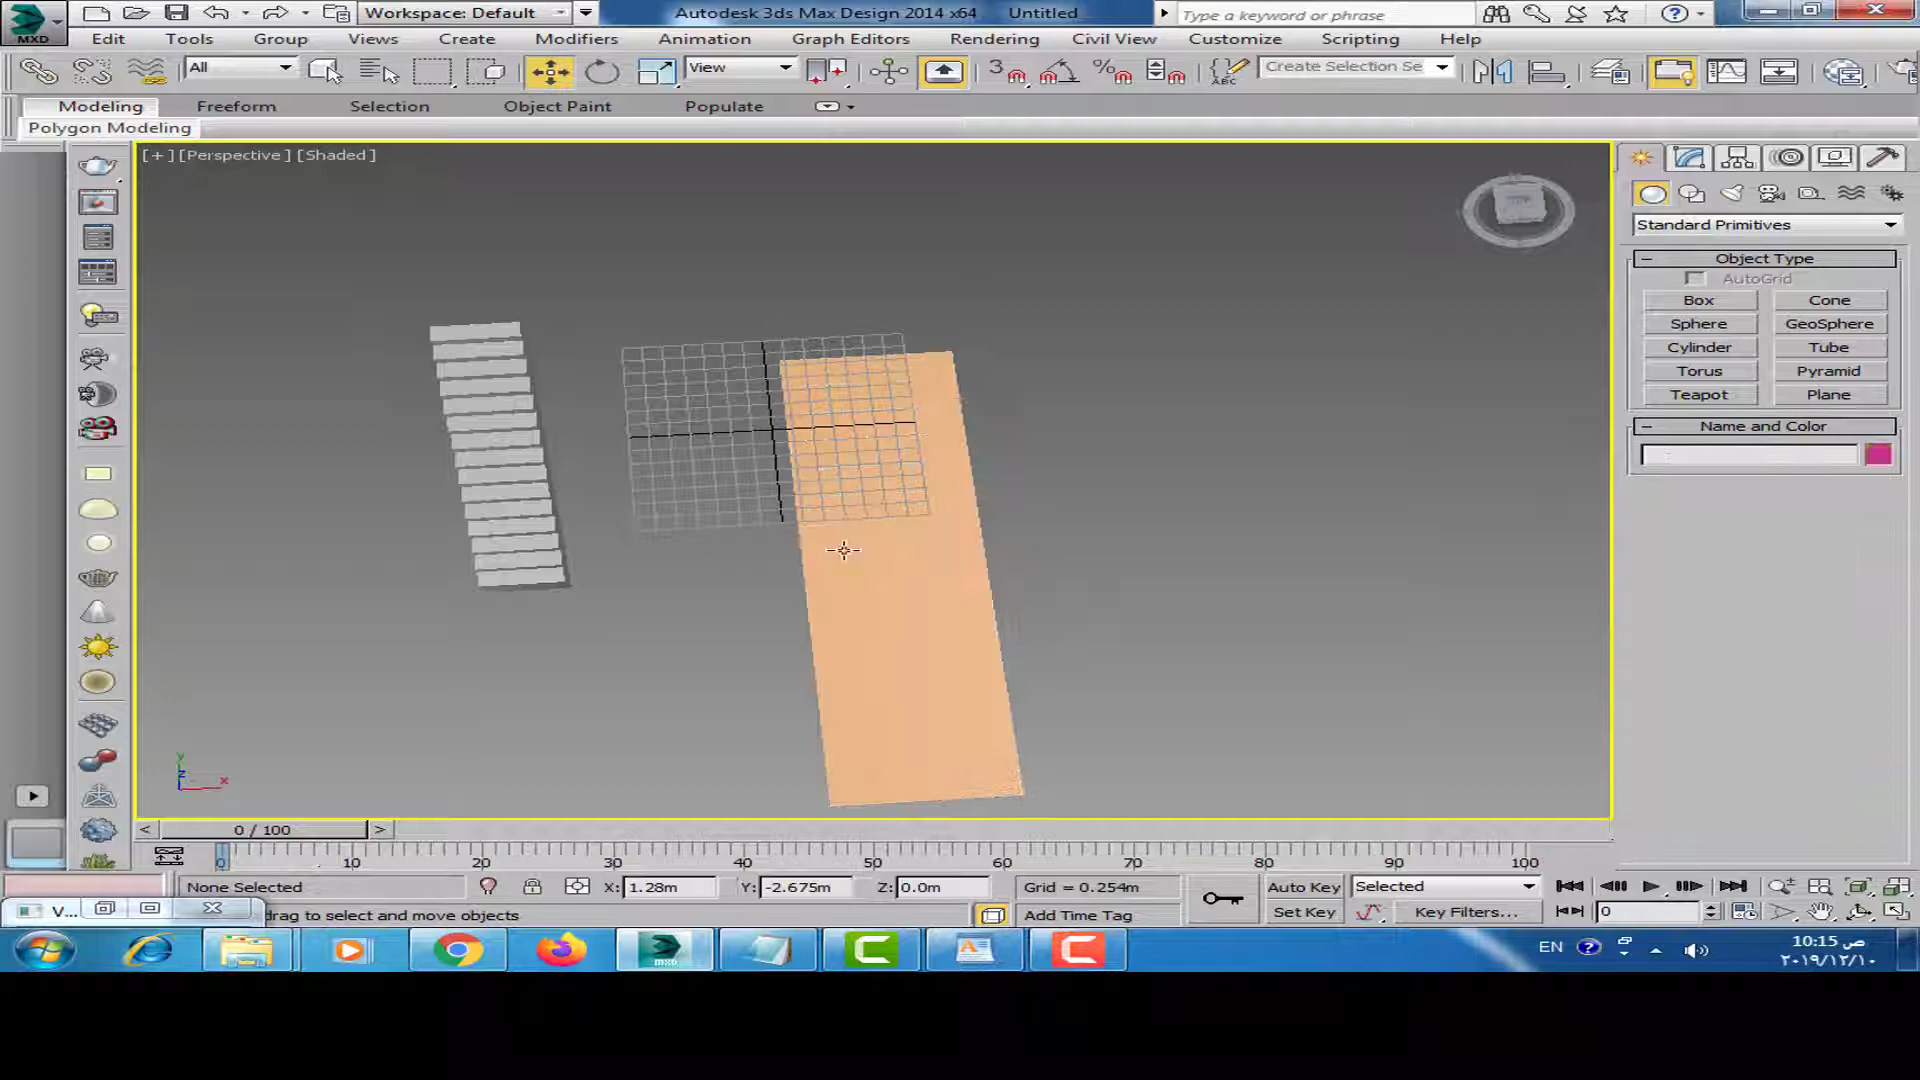 MXD
Workspace: Default
Autodesk 3ds Max Design 2014 x64 Untitled
Type a keyword or phrase
Edit Tools Group Views Create Modifiers Animation Graph Editors Rendering Civil View Customize Scripting Help
All
View
3
%
ABC
Create Selection Se
Modeling Freeform Selection Object Paint Populate
Polygon Modeling
[ + ] [Perspective ] [Shaded ]
Standard Primitives
Object Type
AutoGrid
Box Cone
Sphere GeoSphere
Cylinder Tube
Torus Pyramid
Teapot Plane
Name and Color
y
z
x
< 0 / 100 >
0 10 20 30 40 50 60 70 80 90 100
None Selected X: 1.28m Y: -2.675m Z: 0.0m Grid = 0.254m Auto Key Selected
V... drag to select and move objects Add Time Tag Set Key Key Filters... 0
MXD
EN
10:15 ص
٢٠١٩/١٢/١٠